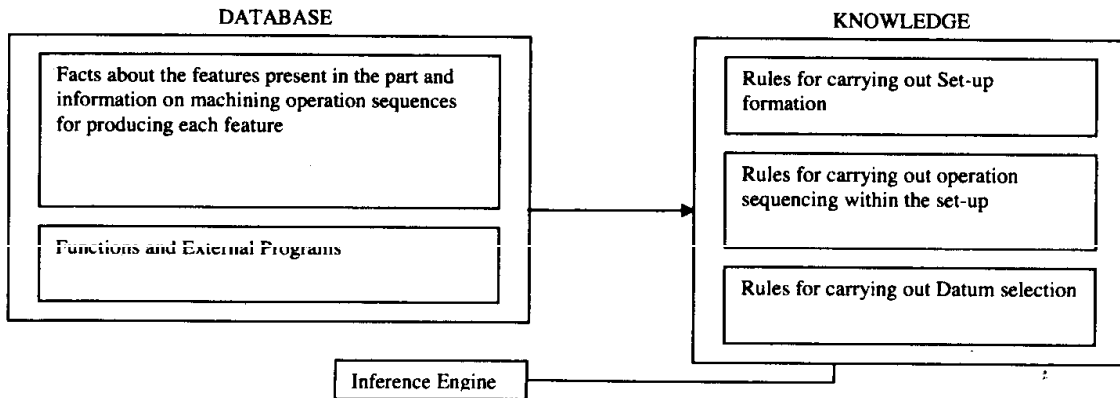 DATABASE
Facts about the features present in the part and
information on machining operation sequences
for producing each feature
Functions and External Programs
KNOWLEDGE
Rules for carrying out Set-up
formation
Rules for carrying out operation
sequencing within the set-up
Rules for carrying out Datum selection
Inference Engine